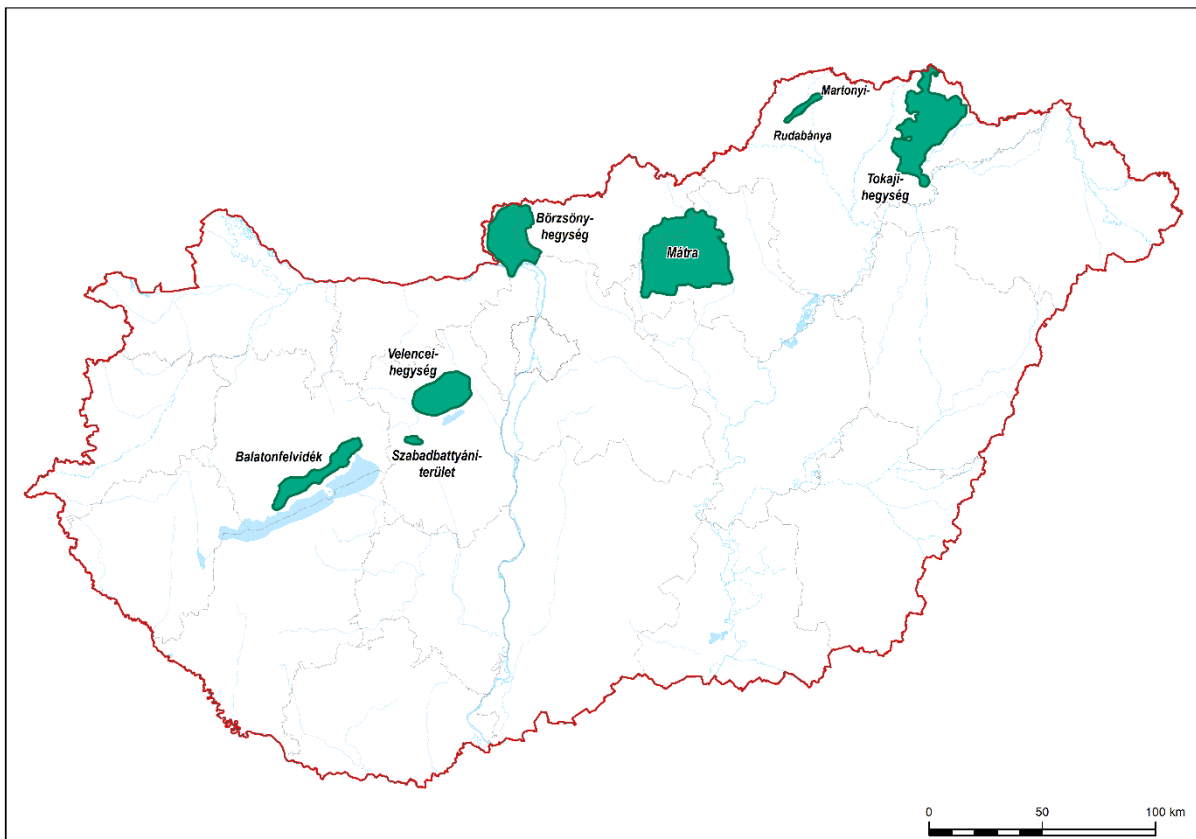 Martonyi-
Rudabánya
Tokaji-
hegység
Börzsöny-
hegység
Mátra
Velencei-
hegység
Balatonfelvidék
Szabadbattyáni-
terület
0 50 100 km